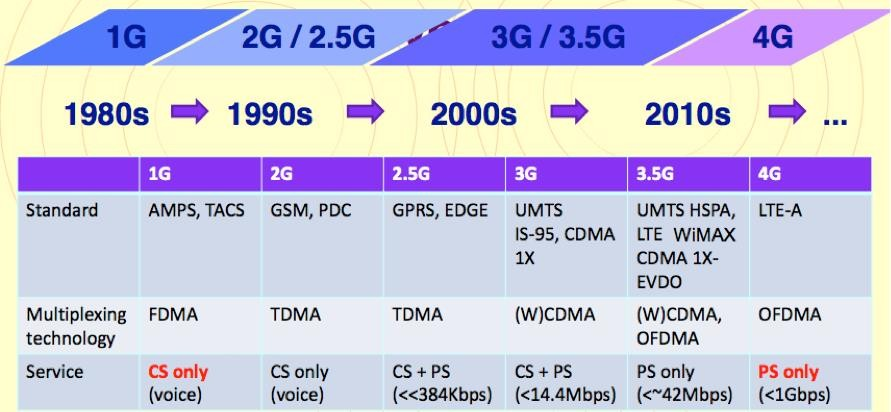 1G 2G / 2.5G 3G / 3.5G 4G
1980s 1990s 2000s 2010s ...
1G 2G 2.5G 3G 3.5G 4G
Standard AMPS, TACS GSM, PDC GPRS, EDGE UMTS UMTS HSPA, LTE-A
IS-95, CDMA LTE WiMAX
1X CDMA 1X-
EVDO
Multiplexing FDMA TDMA TDMA (W)CDMA (W)CDMA, OFDMA
technology OFDMA
Service CS only CS only CS + PS CS + PS PS only PS only
(voice) (voice) (<<384Kbps) (<14.4Mbps) (<~42Mbps) (<1Gbps)